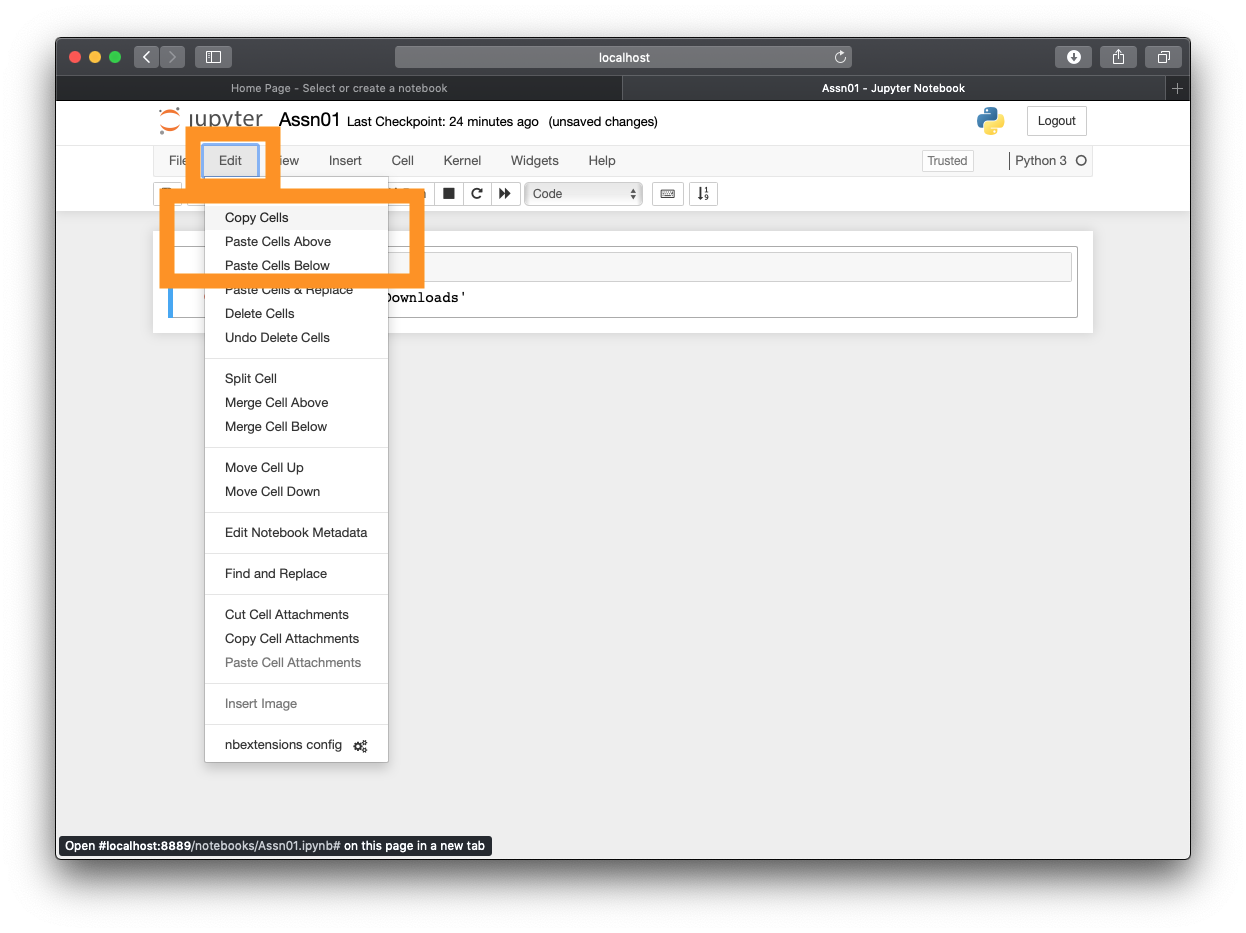 localhost
Home Page - Select or create a notebook
Assn01 - Jupyter Notebook
jupyter Assn01 Last Checkpoint: 24 minutes ago (unsaved changes)
Logout
Edit Insert Cell Kernel Widgets Help
Trusted
Python 3
Code
Copy Cells
Paste Cells Above
Paste Cells Below
Paste Cells & Replace
Downloads'
Delete Cells
Undo Delete Cells
Split Cell
Merge Cell Above
Merge Cell Below
Move Cell Up
Move Cell Down
Edit Notebook Metadata
Find and Replace
Cut Cell Attachments
Copy Cell Attachments
Paste Cell Attachments
Insert Image
nbextensions config
Open #localhost:8889/notebooks/Assn01.ipynb# on this page in a new tab